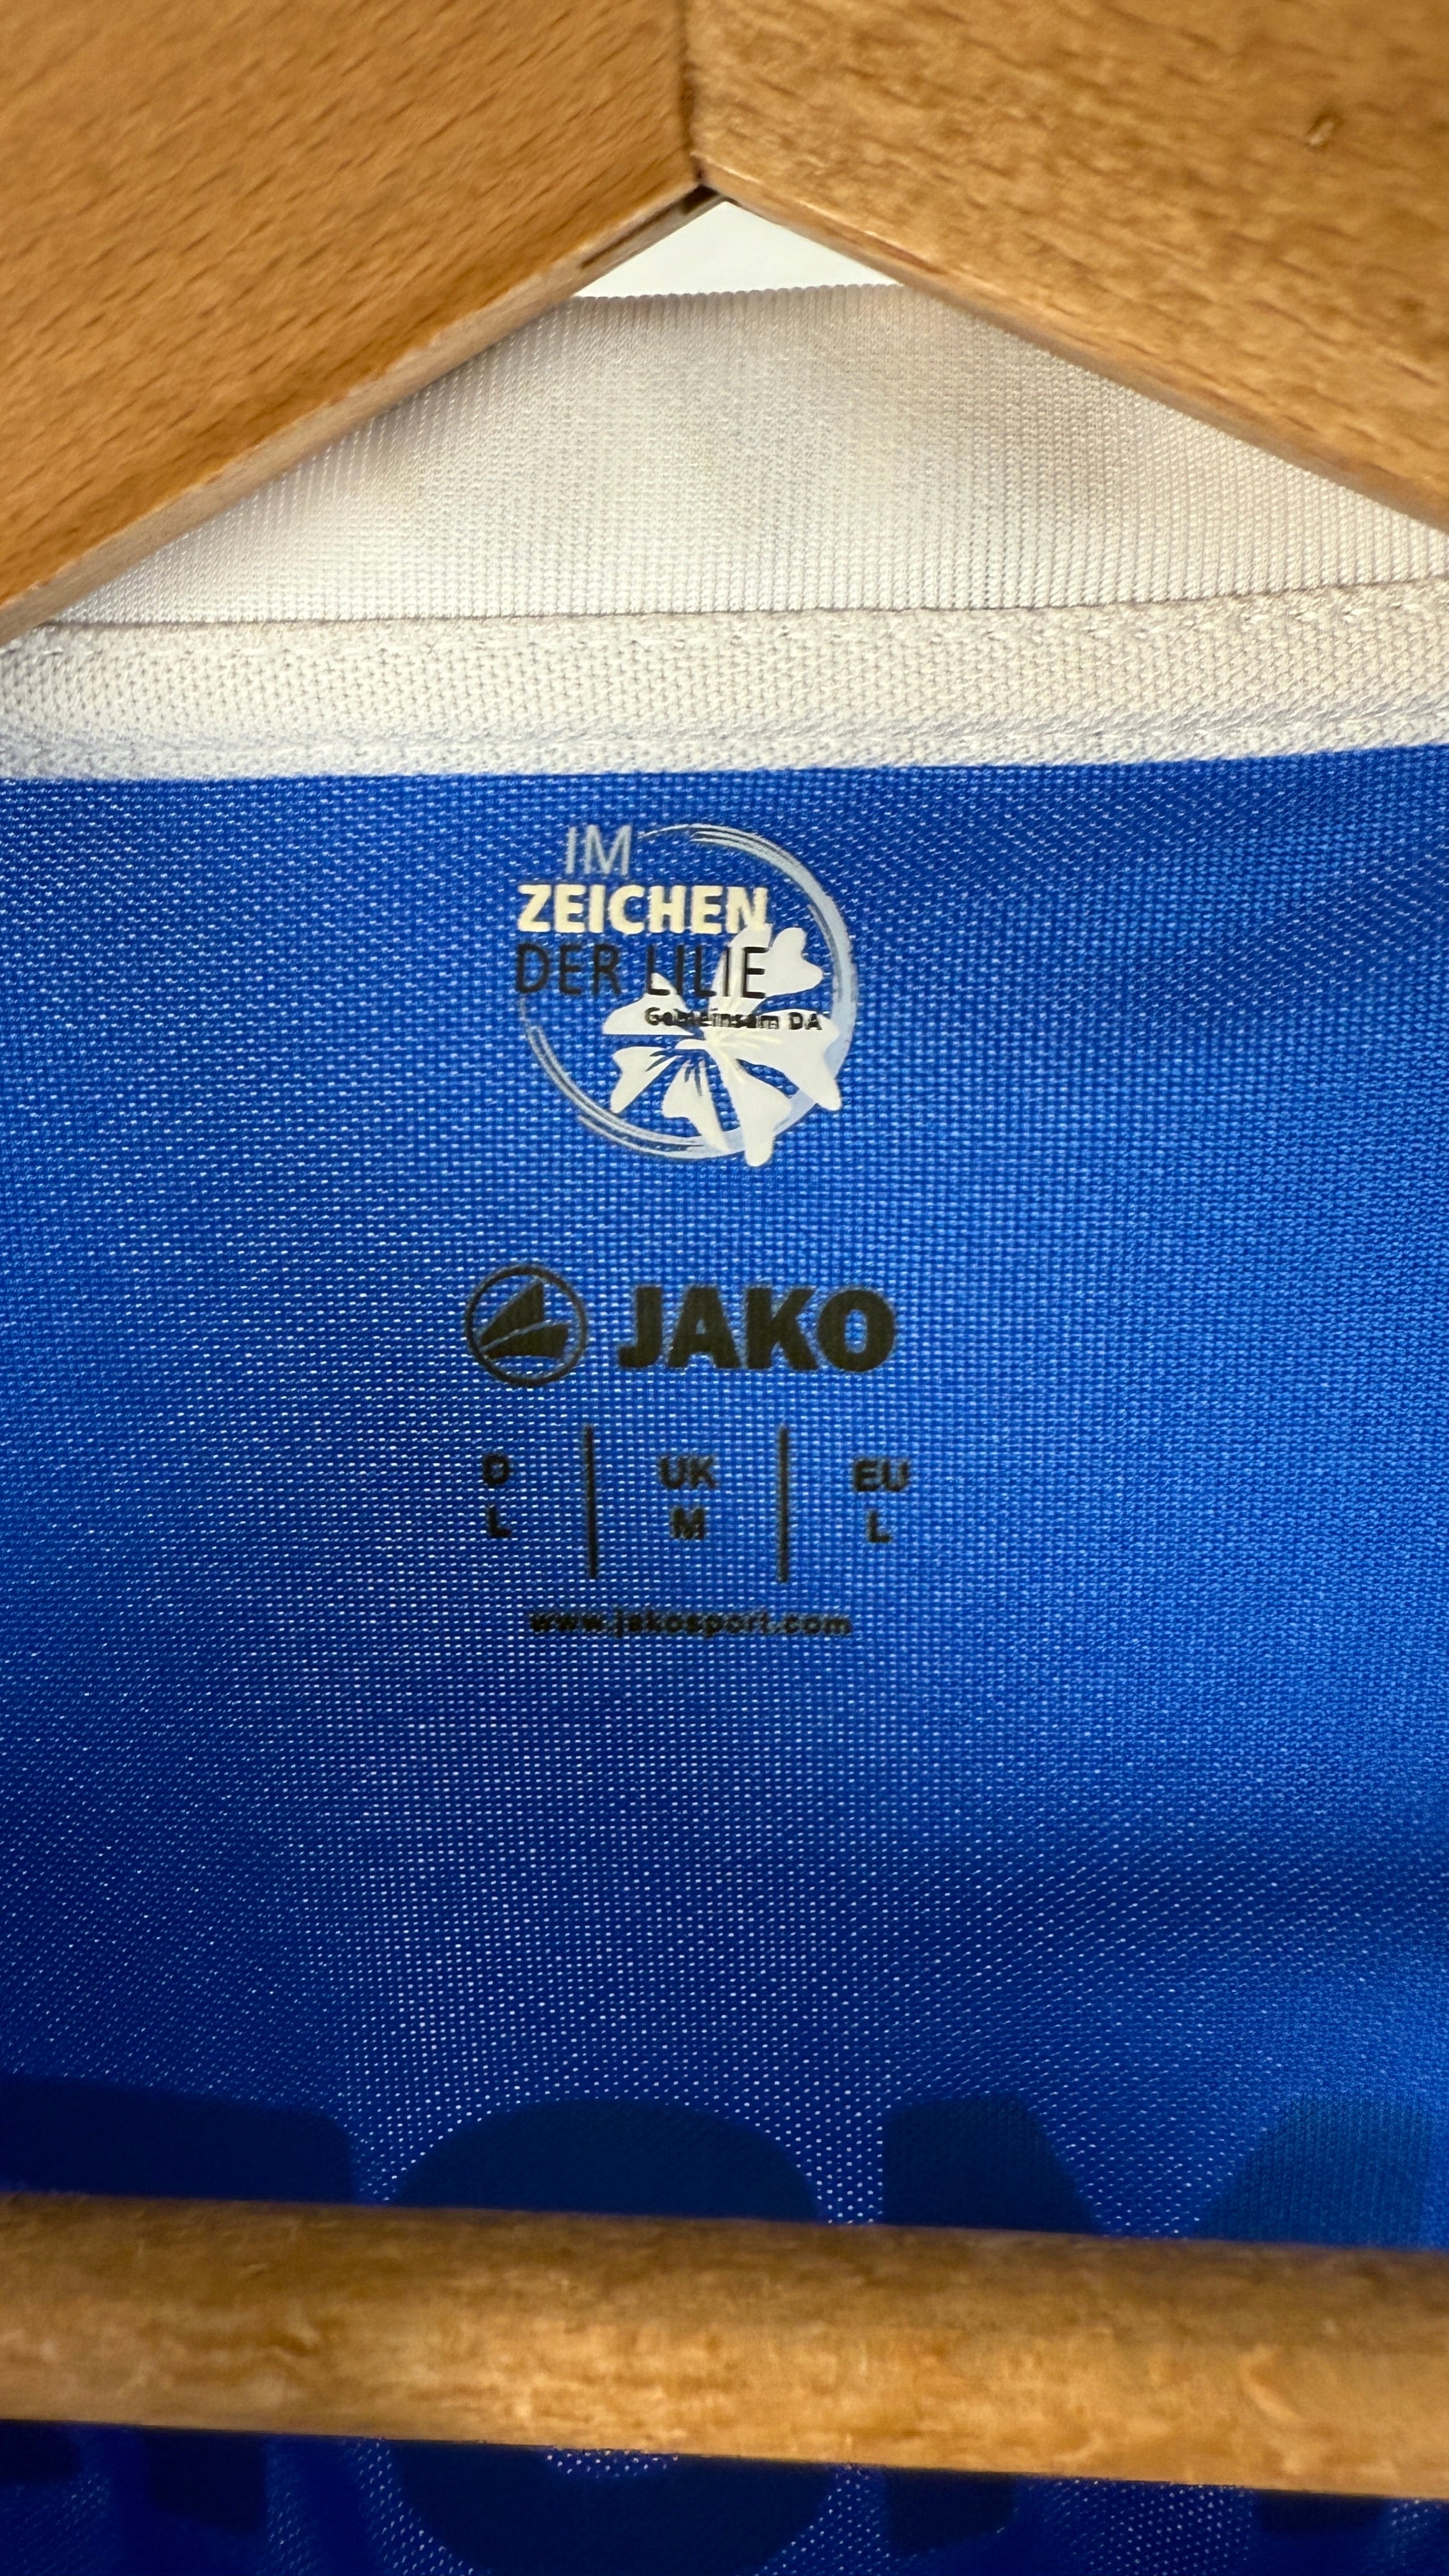 IM
ZEICHEN
DER LILIE
Gemeinsam DA
JAKO
D | UK | EU
L | M | L
www.jakosport.com